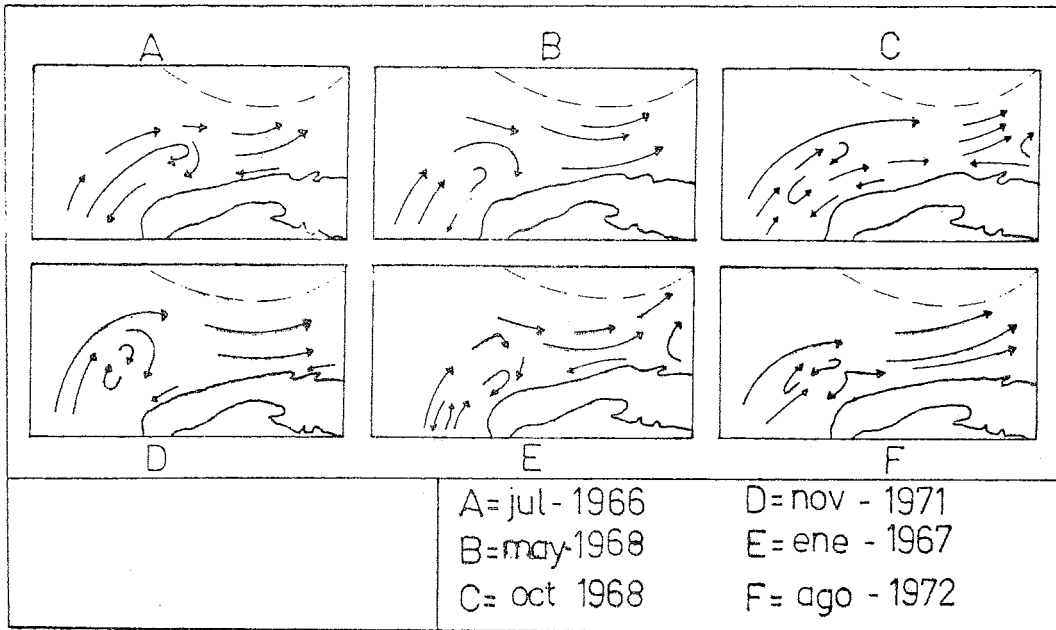 A B C
D E F
A= jul - 1966 D= nov - 1971
B= may-1968 E= ene - 1967
C= oct 1968 F= ago - 1972